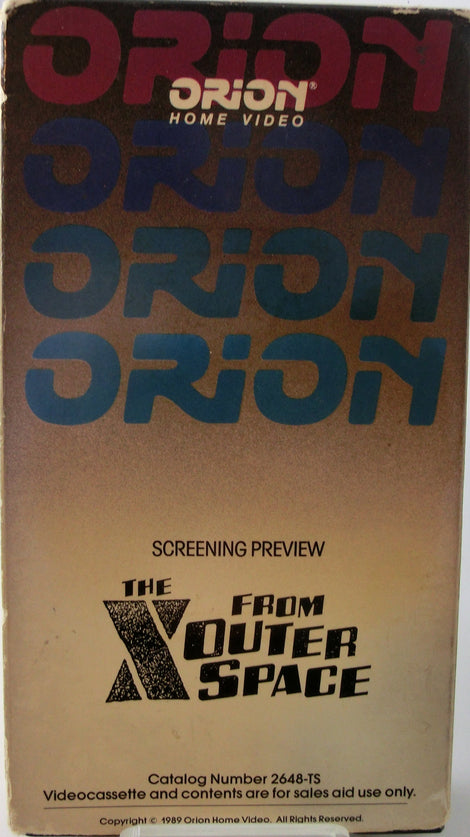 ORION
ORION®
HOME VIDEO
ORION
ORION
ORION
SCREENING PREVIEW
THE X FROM
OUTER
SPACE
Catalog Number 2648-TS
Videocassette and contents are for sales aid use only.
Copyright © 1989 Orion Home Video. All Rights Reserved.